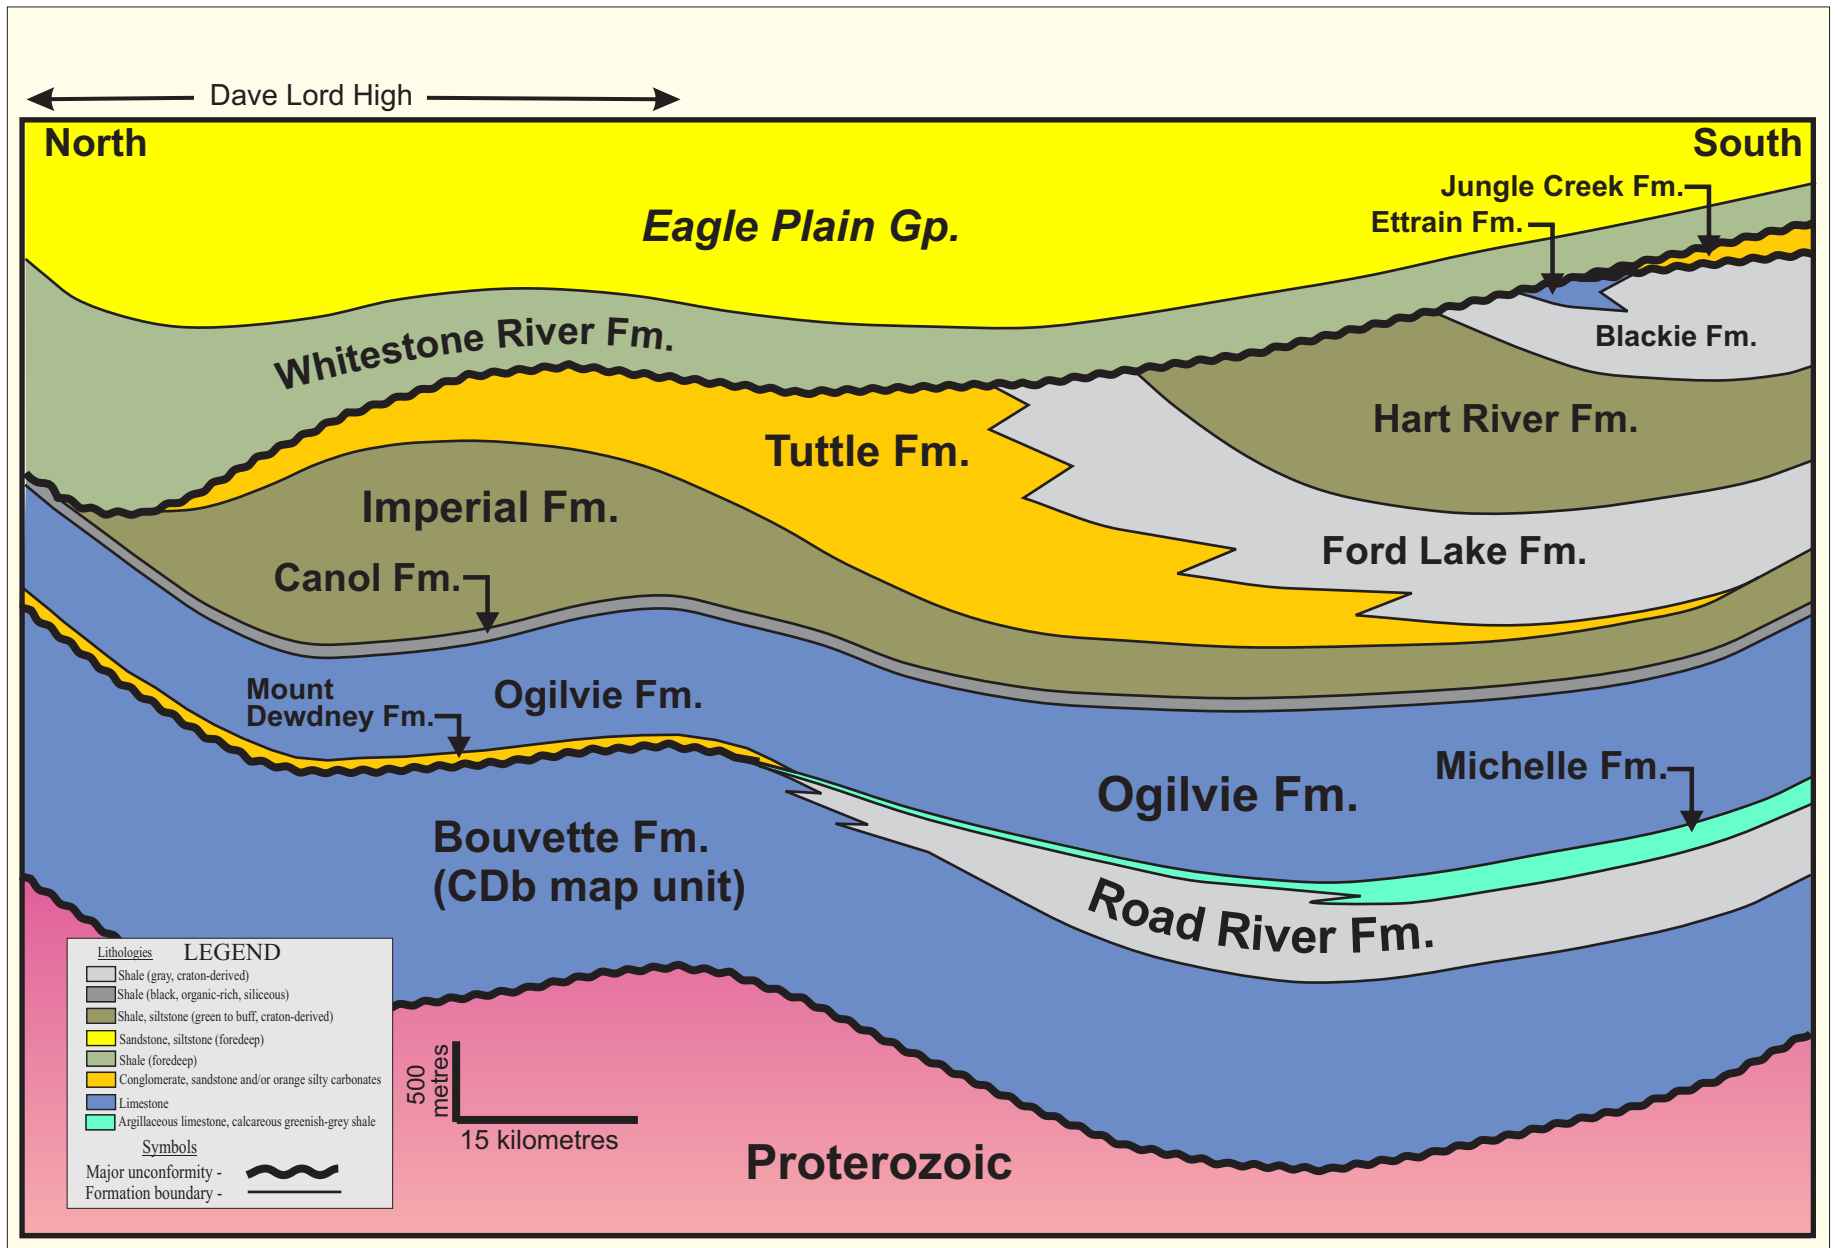 Dave Lord High
North
South
Jungle Creek Fm.
Ettrain Fm.
Eagle Plain Gp.
Whitestone River Fm.
Blackie Fm.
Hart River Fm.
Tuttle Fm.
Imperial Fm.
Ford Lake Fm.
Canol Fm.
Mount
Dewdney Fm.
Ogilvie Fm.
Michelle Fm.
Ogilvie Fm.
Bouvette Fm.
(CDb map unit)
Road River Fm.
Lithologies LEGEND
Shale (gray, craton-derived)
Shale (black, organic-rich, siliceous)
Shale, siltstone (green to buff, craton-derived)
Sandstone, siltstone (foredeep)
Shale (foredeep)
Conglomerate, sandstone and/or orange silty carbonates
Limestone
Argillaceous limestone, calcareous greenish-grey shale
Symbols
Major unconformity -
Formation boundary -
500
metres
15 kilometres
Proterozoic